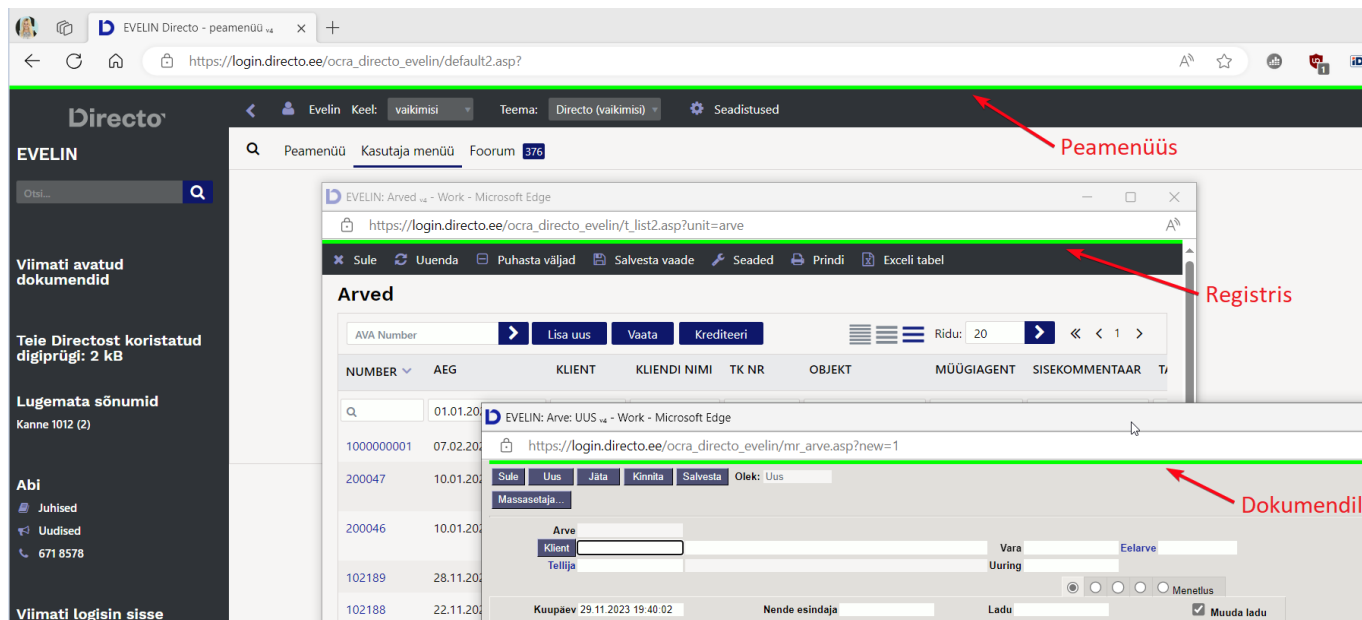 EVELIN Directo - peamenüü v4
https://login.directo.ee/ocra_directo_evelin/default2.asp?
1
Directo
Evelin Keel: vaikimisi Teema: Directo (vaikimisi) Seadistused
EVELIN
Peamenüü Kasutaja menüü Foorum 376
Peamenüüs
Otsi...
EVELIN: Arved v4 - Work - Microsoft Edge
https://login.directo.ee/ocra_directo_evelin/t_list2.asp?unit=arve
Sule Uuenda Puhasta väljad Salvesta vaade Seaded Prindi Exceli tabel
Viimati avatud
dokumendid
Arved
Registris
AVA Number Lisa uus Vaata Krediteeri Ridu: 20 1
Teie Directost koristatud
digiprügi: 2 kB
NUMBER AEG KLIENT KLIENDI NIMI TK NR OBJEKT MÜÜGIAGENT SISEKOMMENTAAR
Lugemata sõnumid
Kanne 1012 (2)
01.01.20
EVELIN: Arve: UUS v4 - Work - Microsoft Edge
1000000001 07.02.202
https://login.directo.ee/ocra_directo_evelin/mr_arve.asp?new=1
200047 10.01.202
Sule Uus Jäta Kinnita Salvesta Olek: Uus
Massasetaja...
Dokumendil
Abi
Juhised
Uudised
671 8578
200046 10.01.202
Arve
Klient Vara Eelarve
Tellija Uuring
102189 28.11.202
Menetlus
102188 22.11.202
Kuupäev 29.11.2023 19:40:02 Nende esindaja Ladu Muuda ladu
Viimati logisin sisse